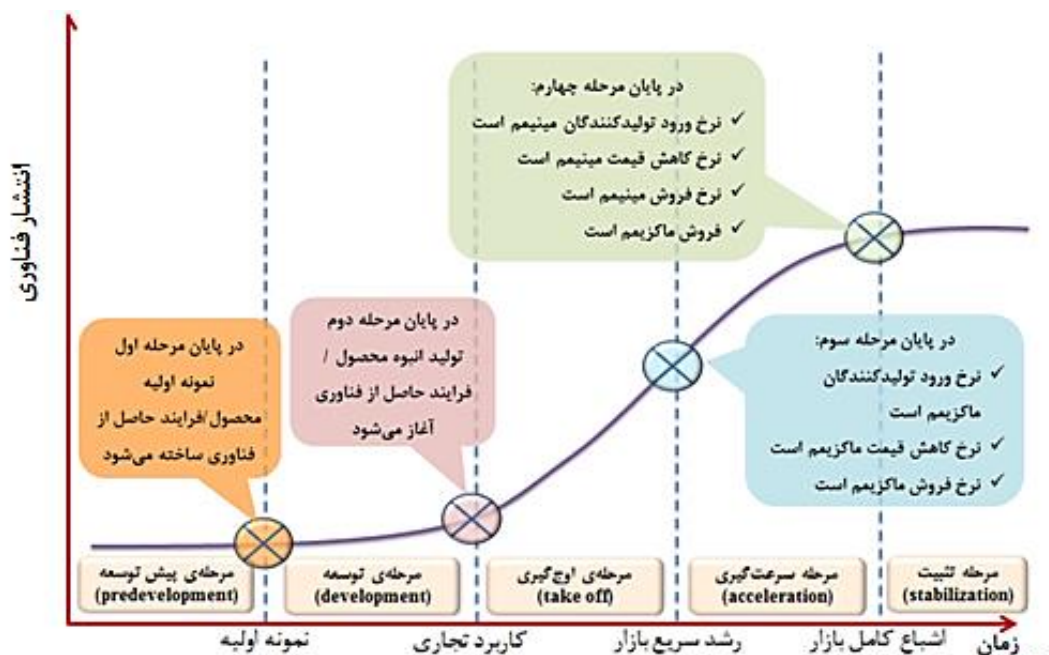 انتشار فناوری
در پایان مرحله چهارم:
✓ نرخ ورود تولیدکنندگان مینیمم است
✓ نرخ کاهش قیمت مینیمم است
✓ نرخ فروش مینیمم است
✓ فروش ماکزیمم است
در پایان مرحله سوم:
✓ نرخ ورود تولیدکنندگان
ماکزیمم است
✓ نرخ کاهش قیمت ماکزیمم است
✓ نرخ فروش ماکزیمم است
در پایان مرحله دوم
تولید انبوه محصول /
فرایند حاصل از فناوری
آغاز می‌شود
در پایان مرحله اول
نمونه اولیه
محصول/فرایند حاصل از
فناوری ساخته می‌شود
مرحله‌ی پیش توسعه
(predevelopment)
مرحله‌ی توسعه
(development)
مرحله‌ی اوج‌گیری
(take off)
مرحله سرعت‌گیری
(acceleration)
مرحله تثبیت
(stabilization)
نمونه اولیه
کاربرد تجاری
رشد سریع بازار
اشباع کامل بازار
زمان